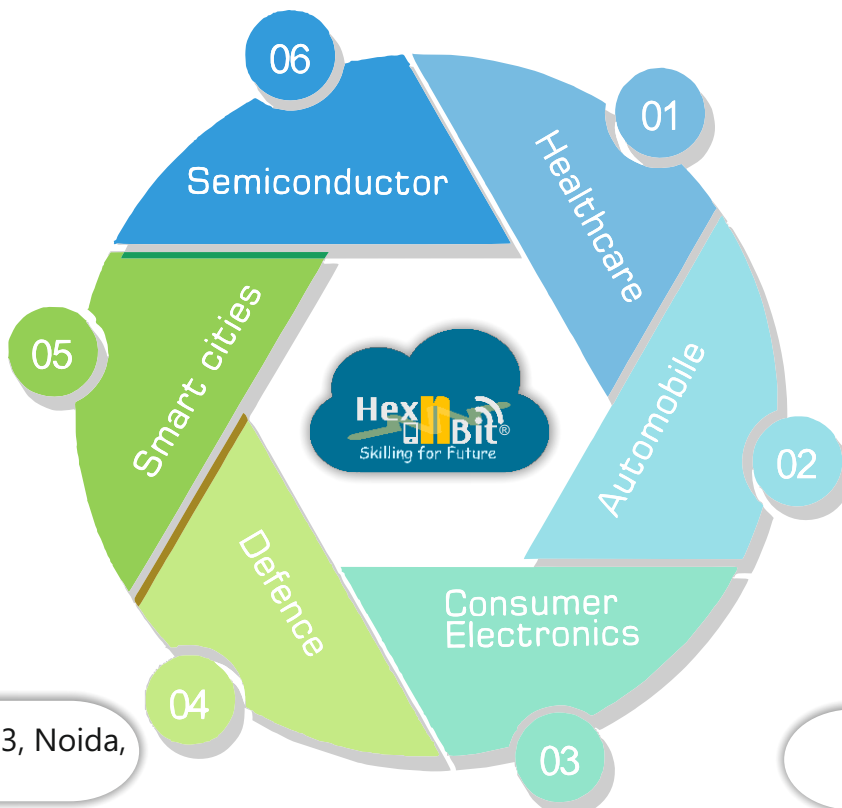 06
01
Semiconductor
Healthcare
05
Smart cities
Hex n Bit®
Skilling for Future
Automobile
02
Defence
Consumer
Electronics
04
3, Noida,
03